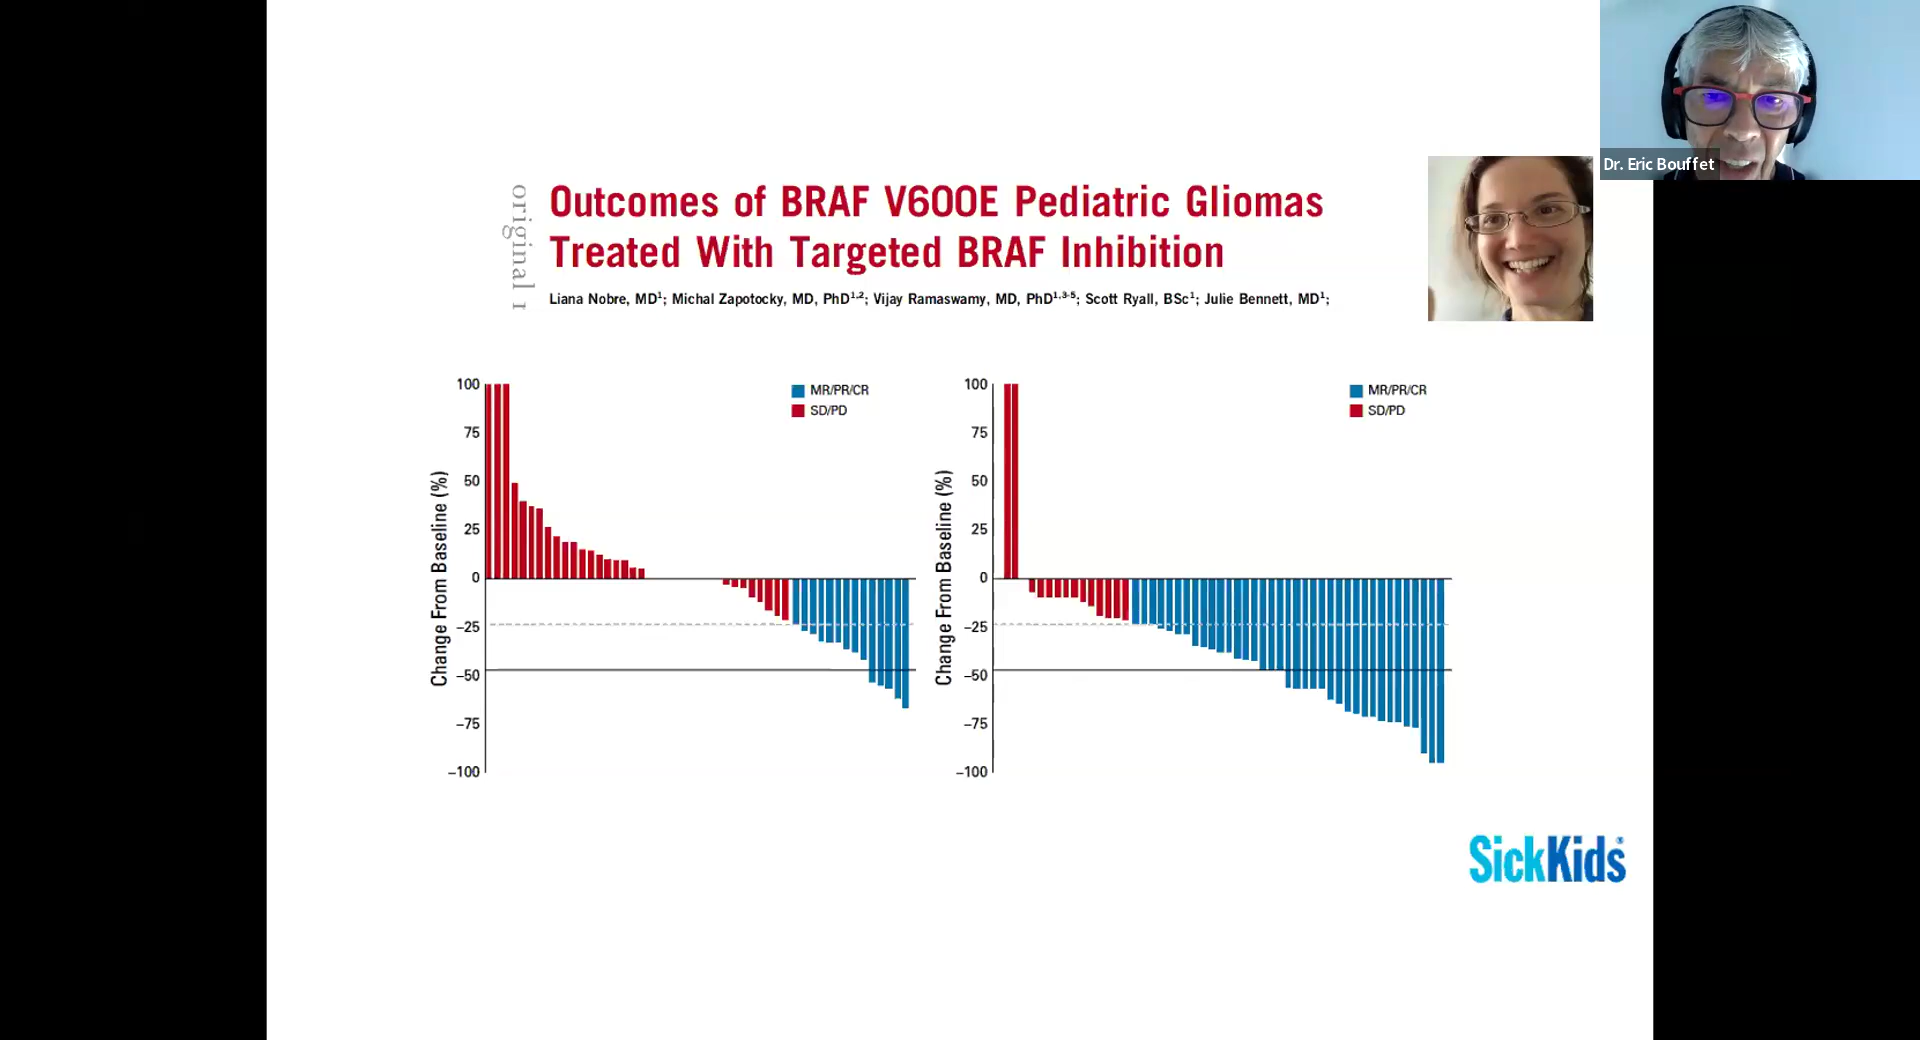 Dr. Eric Bouffet
original r
Outcomes of BRAF V600E Pediatric Gliomas
Treated With Targeted BRAF Inhibition
Liana Nobre, MD1; Michal Zapotocky, MD, PhD1,2; Vijay Ramaswamy, MD, PhD1,3-5; Scott Ryall, BSc1; Julie Bennett, MD1;
Change From Baseline (%)
100
75
50
25
0
–25
–50
–75
–100
MR/PR/CR
SD/PD
Change From Baseline (%)
100
75
50
25
0
–25
–50
–75
–100
MR/PR/CR
SD/PD
SickKids®